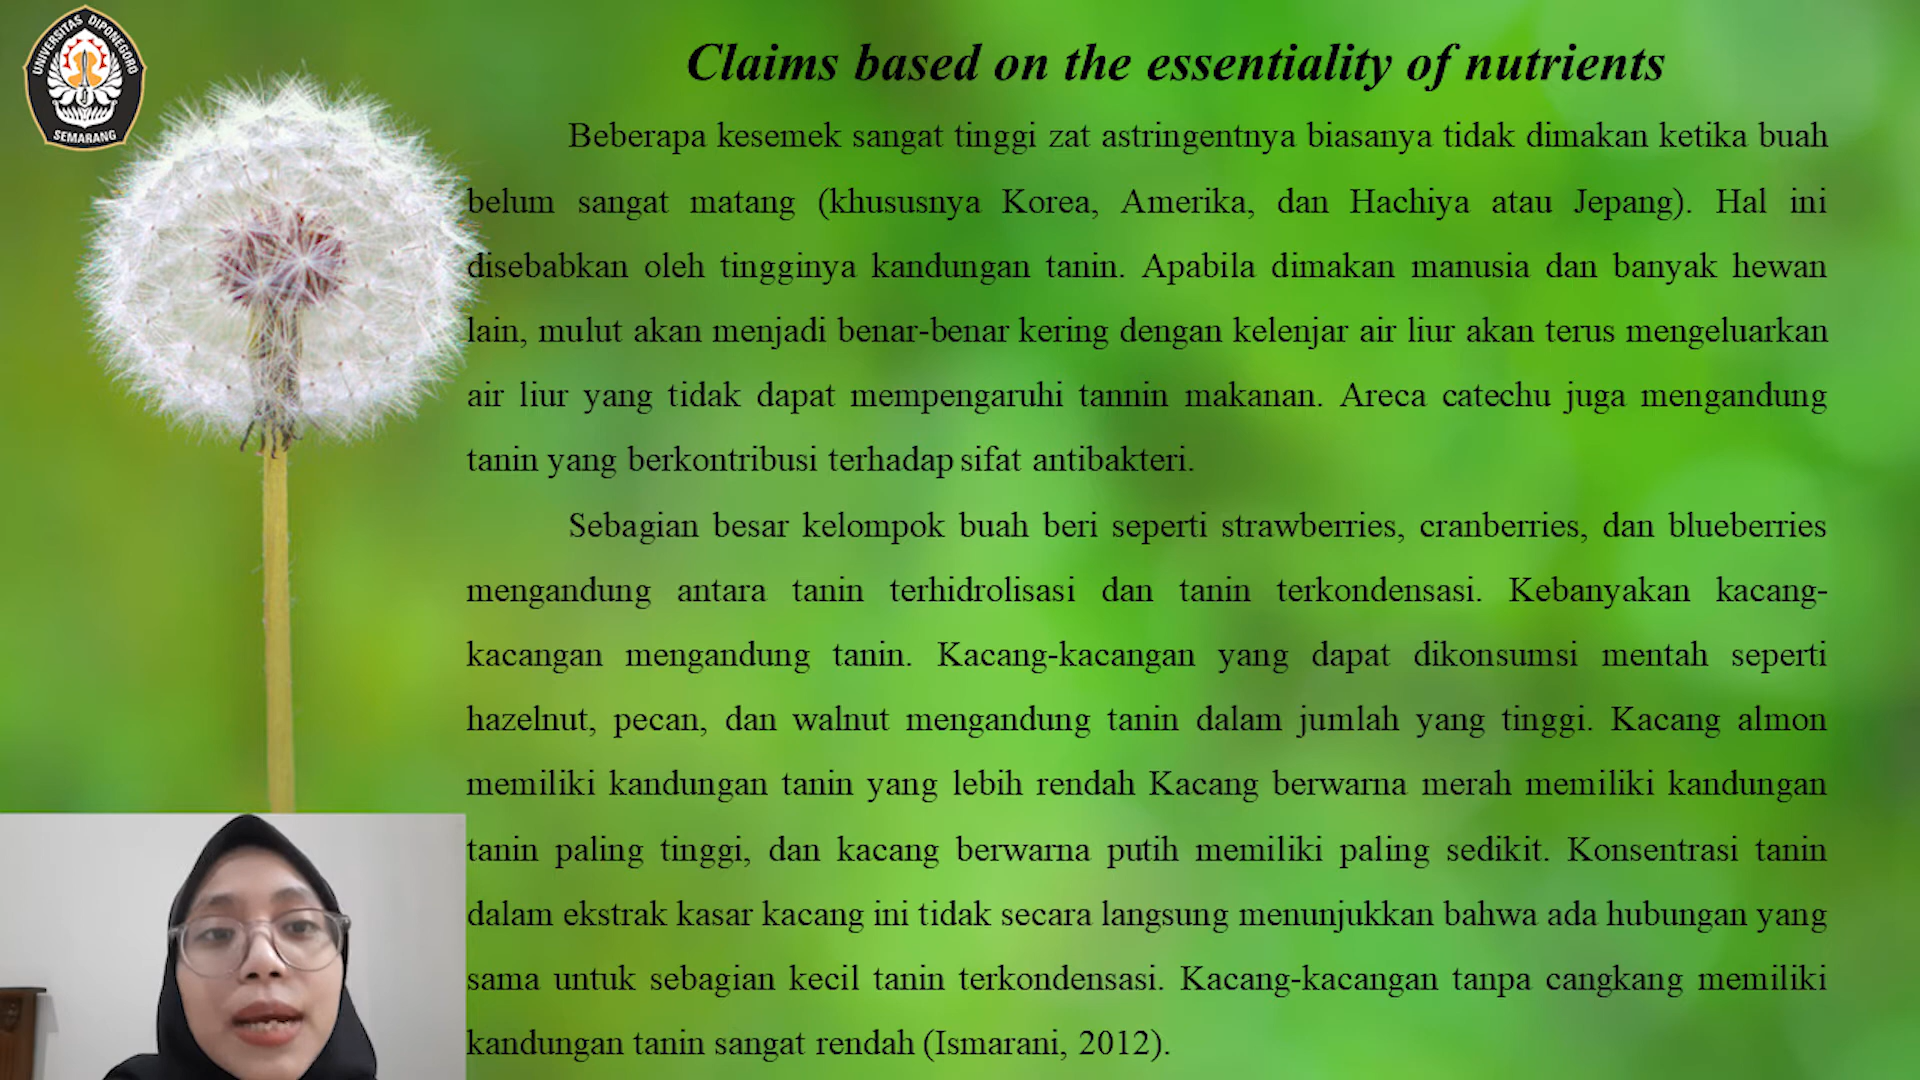 UNIVERSITAS DIPONEGORO
SEMARANG
Claims based on the essentiality of nutrients
Beberapa kesemek sangat tinggi zat astringentnya biasanya tidak dimakan ketika buah
belum sangat matang (khususnya Korea, Amerika, dan Hachiya atau Jepang). Hal ini
disebabkan oleh tingginya kandungan tanin. Apabila dimakan manusia dan banyak hewan
lain, mulut akan menjadi benar-benar kering dengan kelenjar air liur akan terus mengeluarkan
air liur yang tidak dapat mempengaruhi tannin makanan. Areca catechu juga mengandung
tanin yang berkontribusi terhadap sifat antibakteri.
Sebagian besar kelompok buah beri seperti strawberries, cranberries, dan blueberries
mengandung antara tanin terhidrolisasi dan tanin terkondensasi. Kebanyakan kacang-
kacangan mengandung tanin. Kacang-kacangan yang dapat dikonsumsi mentah seperti
hazelnut, pecan, dan walnut mengandung tanin dalam jumlah yang tinggi. Kacang almon
memiliki kandungan tanin yang lebih rendah Kacang berwarna merah memiliki kandungan
tanin paling tinggi, dan kacang berwarna putih memiliki paling sedikit. Konsentrasi tanin
dalam ekstrak kasar kacang ini tidak secara langsung menunjukkan bahwa ada hubungan yang
sama untuk sebagian kecil tanin terkondensasi. Kacang-kacangan tanpa cangkang memiliki
kandungan tanin sangat rendah (Ismarani, 2012).